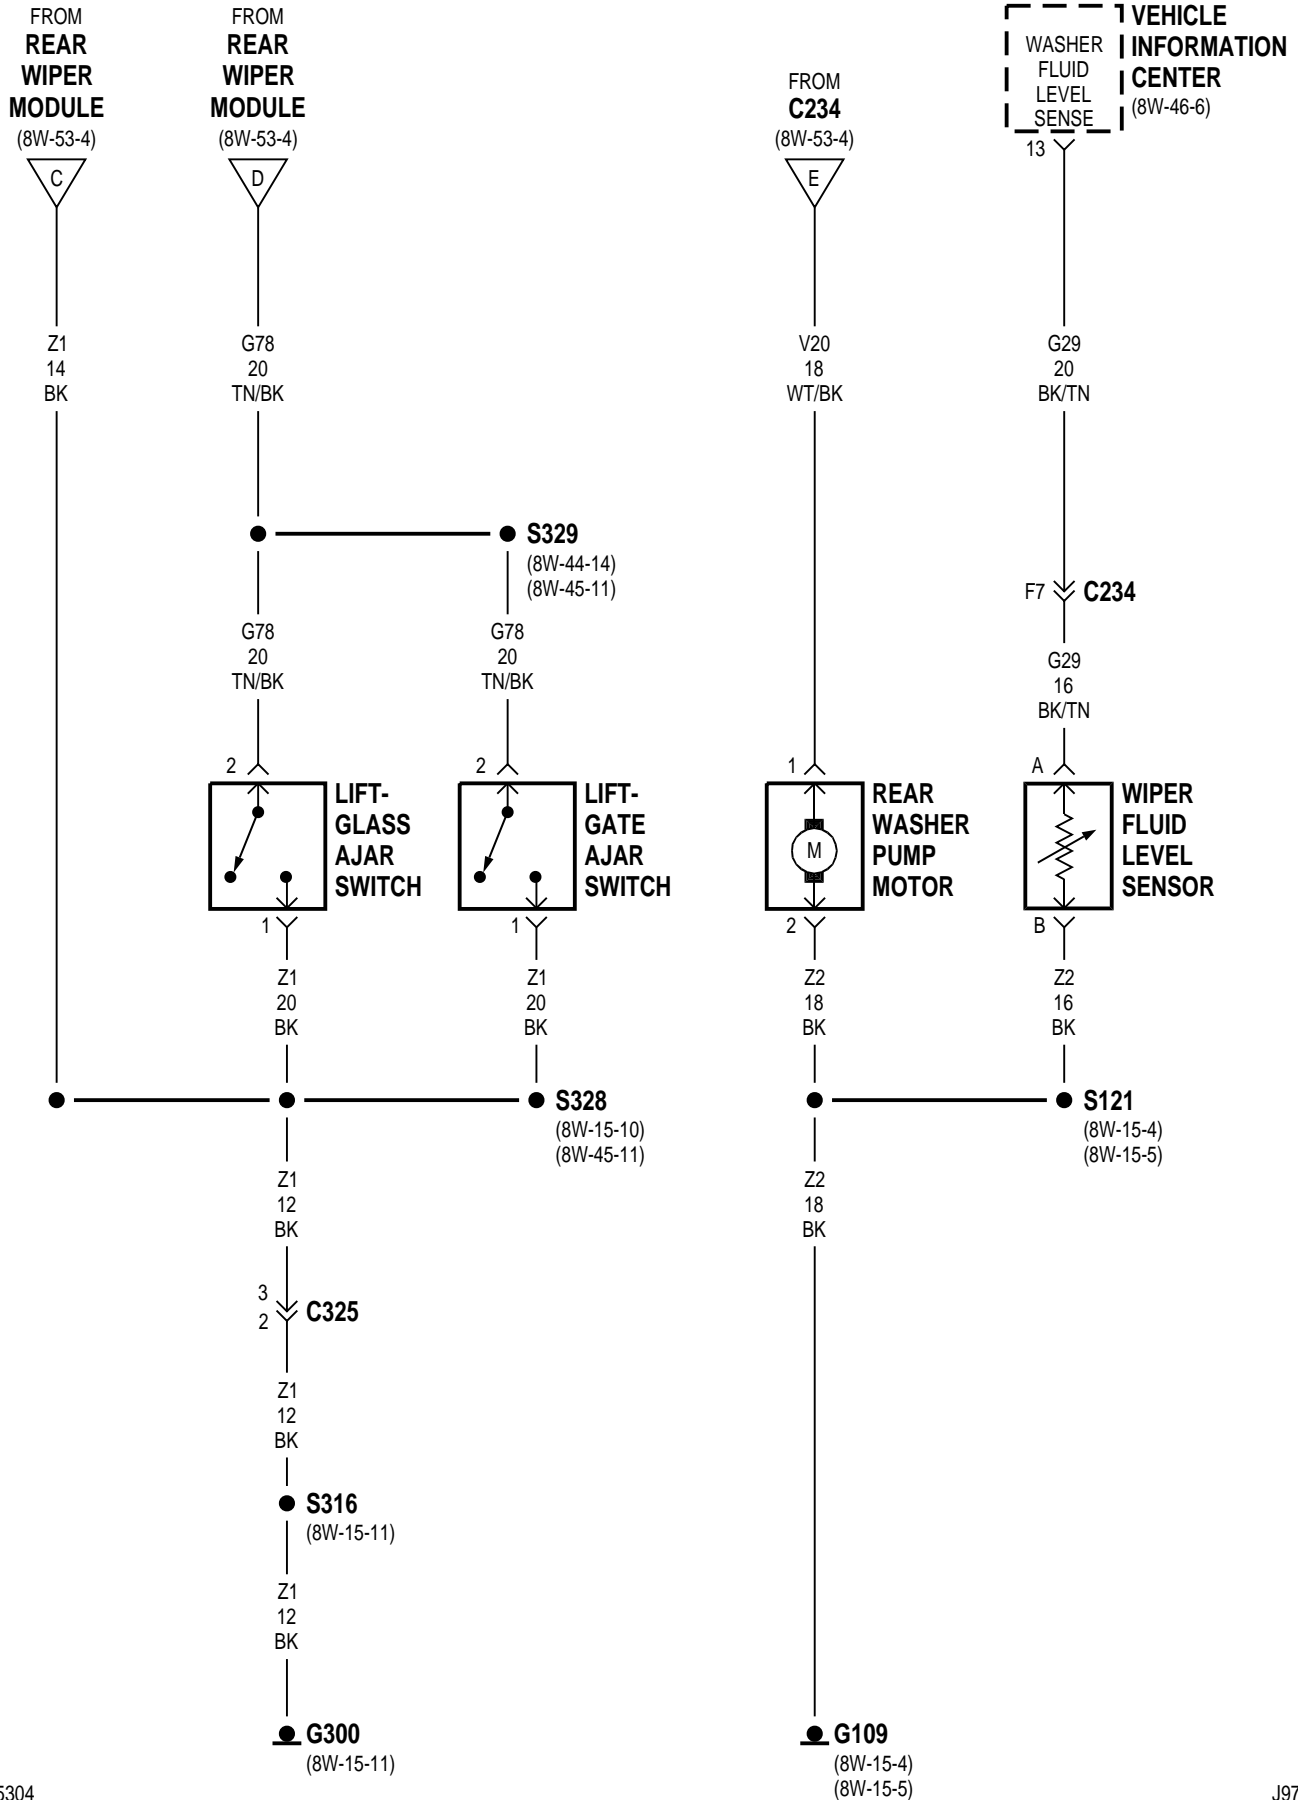 FROM
REAR
WIPER
MODULE
(8W-53-4)
C
FROM
REAR
WIPER
MODULE
(8W-53-4)
D
FROM
C234
(8W-53-4)
E
WASHER
FLUID
LEVEL
SENSE
VEHICLE
INFORMATION
CENTER
(8W-46-6)
13
Z1
14
BK
G78
20
TN/BK
V20
18
WT/BK
G29
20
BK/TN
S329
(8W-44-14)
(8W-45-11)
F7
C234
G78
20
TN/BK
G78
20
TN/BK
G29
16
BK/TN
2
LIFT-
GLASS
AJAR
SWITCH
1
2
LIFT-
GATE
AJAR
SWITCH
1
1
M
REAR
WASHER
PUMP
MOTOR
2
A
WIPER
FLUID
LEVEL
SENSOR
B
Z1
20
BK
Z1
20
BK
Z2
18
BK
Z2
16
BK
S328
(8W-15-10)
(8W-45-11)
S121
(8W-15-4)
(8W-15-5)
Z1
12
BK
Z2
18
BK
3
2
C325
Z1
12
BK
S316
(8W-15-11)
Z1
12
BK
G300
(8W-15-11)
G109
(8W-15-4)
(8W-15-5)
5304
J97